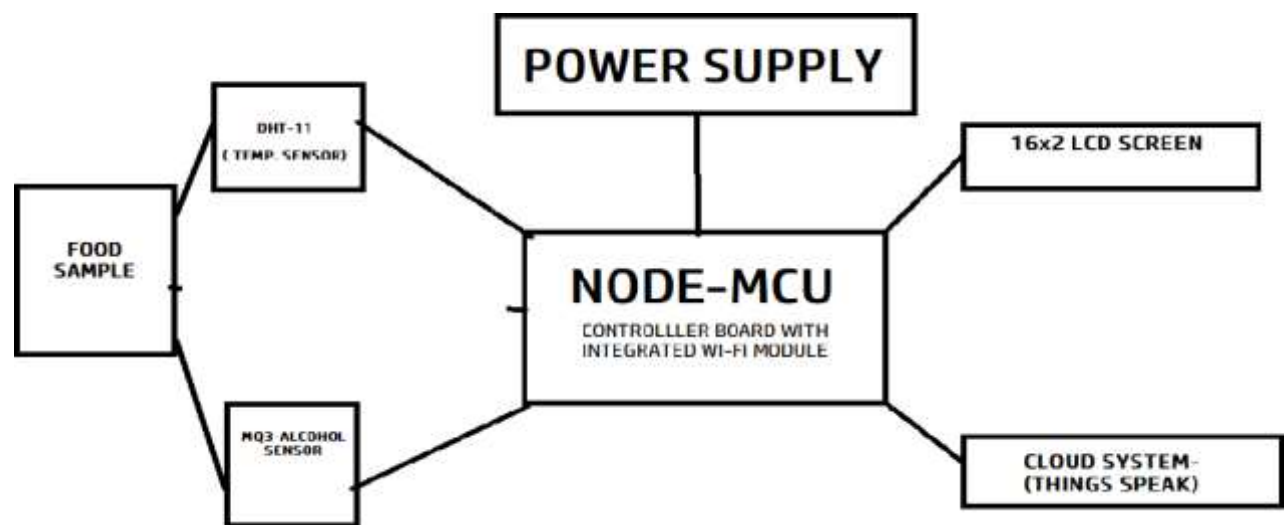 POWER SUPPLY
DHT-11
( TEMP. SENSOR)
16x2 LCD SCREEN
FOOD
SAMPLE
NODE-MCU
CONTROLLLER BOARD WITH
INTEGRATED WI-FI MODULE
MQ3-ALCOHOL
SENSOR
CLOUD SYSTEM-
(THINGS SPEAK)